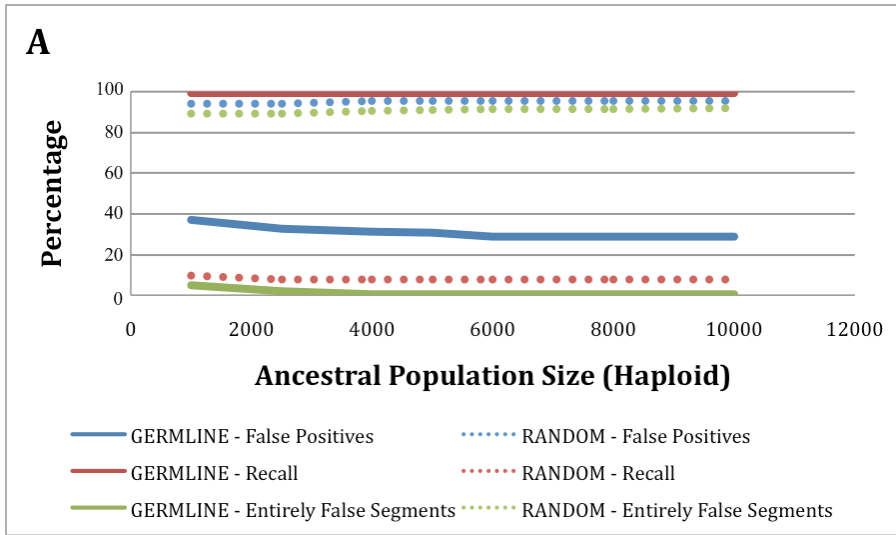 A
100
80
60
40
20
0
Percentage
0 2000 4000 6000 8000 10000 12000
Ancestral Population Size (Haploid)
GERMLINE - False Positives RANDOM - False Positives
GERMLINE - Recall RANDOM - Recall
GERMLINE - Entirely False Segments RANDOM - Entirely False Segments